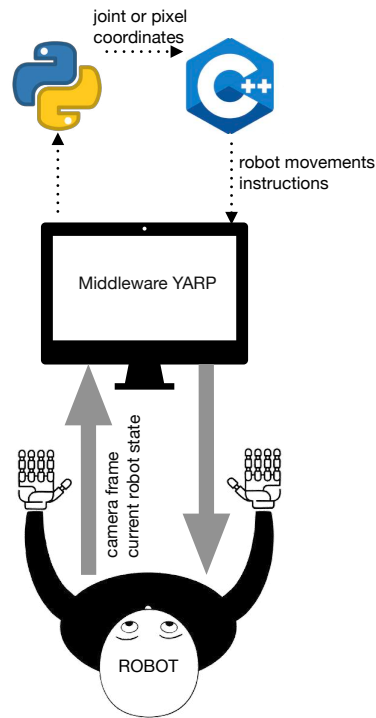 joint or pixel
coordinates
C++
robot movements
instructions
Middleware YARP
camera frame
current robot state
ROBOT